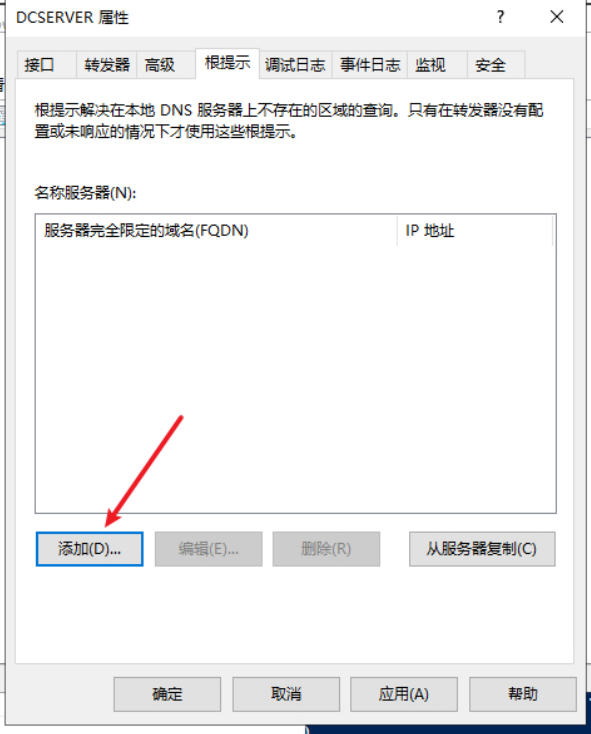 DCSERVER 属性
接口 转发器 高级 根提示 调试日志 事件日志 监视 安全
根提示解决在本地 DNS 服务器上不存在的区域的查询。只有在转发器没有配
置或未响应的情况下才使用这些根提示。
名称服务器(N):
服务器完全限定的域名(FQDN) IP 地址
添加(D)... 编辑(E)... 删除(R) 从服务器复制(C)
确定 取消 应用(A) 帮助